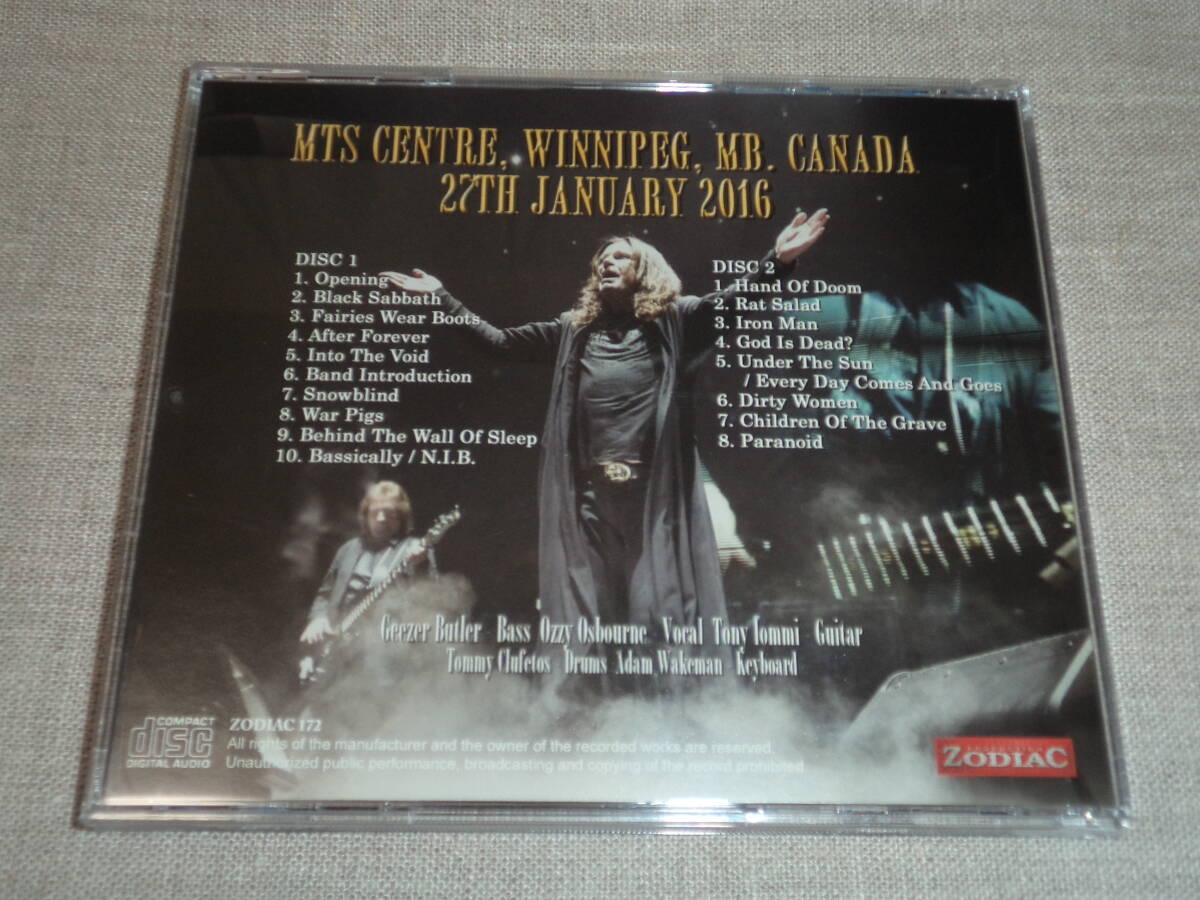 MTS CENTRE, WINNIPEG, MB. CANADA
27TH JANUARY 2016
DISC 1
1. Opening
2. Black Sabbath
3. Fairies Wear Boots
4. After Forever
5. Into The Void
6. Band Introduction
7. Snowblind
8. War Pigs
9. Behind The Wall Of Sleep
10. Bassically / N.I.B.
DISC 2
1. Hand Of Doom
2. Rat Salad
3. Iron Man
4. God Is Dead?
5. Under The Sun
/ Every Day Comes And Goes
6. Dirty Women
7. Children Of The Grave
8. Paranoid
Geezer Butler - Bass Ozzy Osbourne - Vocal Tony Iommi - Guitar
Tommy Clufetos - Drums Adam Wakeman - Keyboard
COMPACT
disc
DIGITAL AUDIO
ZODIAC 172
All rights of the manufacturer and the owner of the recorded works are reserved.
Unauthorized public performance, broadcasting and copying of the record prohibited
ZODIAC